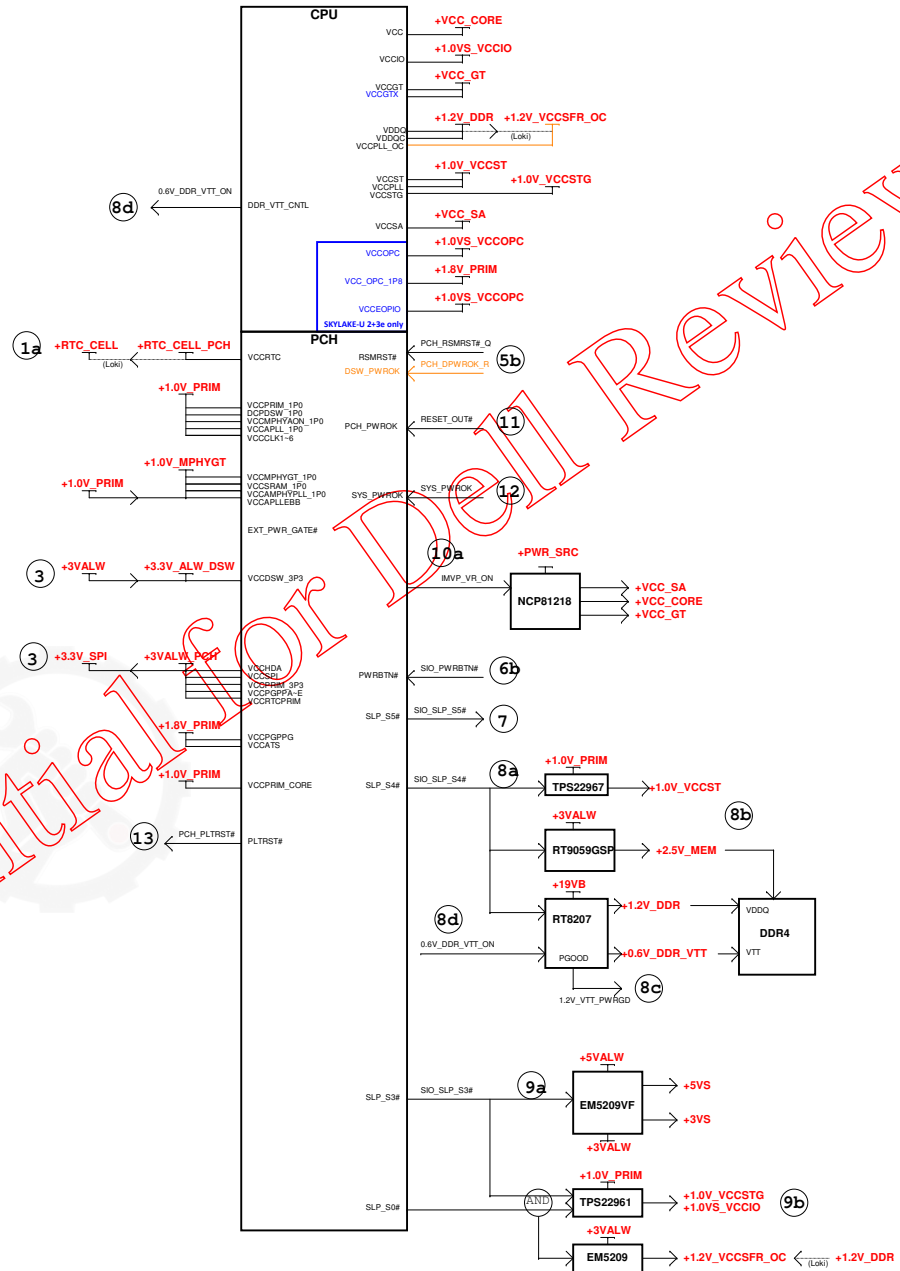 CPU
VCC
+VCC_CORE
VCCIO
+1.0VS_VCCIO
+VCC_GT
VCCGT
VCCGTX
+1.2V_DDR
+1.2V_VCCSFR_OC
VDDQ
VDDQC
(Loki)
VCCPLL_OC
+1.0V_VCCST
+1.0V_VCCSTG
VCCST
VCCPLL
VCCSTG
8d
0.6V_DDR_VTT_ON
DDR_VTT_CNTL
+VCC_SA
VCCSA
+1.0VS_VCCOPC
VCCOPC
+1.8V_PRIM
VCC_OPC_1P8
+1.0VS_VCCOPC
VCCEOPIO
SKYLAKE-U 2+3e only
PCH
1a
+RTC_CELL
+RTC_CELL_PCH
(Loki)
VCCRTC
RSMRST#
PCH_RSMRST#_Q
5b
DSW_PWROK
PCH_DPWROK_R
+1.0V_PRIM
VCCPRIM_1P0
DCPDSW_1P0
VCCMPHYAON_1P0
VCCAPLL_1P0
VCCCLK1~6
PCH_PWROK
RESET_OUT#
11
+1.0V_MPHYGT
+1.0V_PRIM
VCCMPHYGT_1P0
VCCSRAM_1P0
VCCAMPHYPLL_1P0
VCCAPLLEBB
SYS_PWROK
SYS_PWROK
12
EXT_PWR_GATE#
10a
+PWR_SRC
3
+3VALW
+3.3V_ALW_DSW
VCCDSW_3P3
IMVP_VR_ON
NCP81218
+VCC_SA
+VCC_CORE
+VCC_GT
3
+3.3V_SPI
+3VALW_PCH
VCCHDA
VCCSPI
VCCPRIM_3P3
VCCPGPPA~E
VCCRTCPRIM
PWRBTN#
SIO_PWRBTN#
6b
SLP_S5#
SIO_SLP_S5#
7
+1.8V_PRIM
VCCPGPPG
VCCATS
+1.0V_PRIM
VCCPRIM_CORE
SLP_S4#
SIO_SLP_S4#
8a
+1.0V_PRIM
TPS22967
+1.0V_VCCST
13
PCH_PLTRST#
PLTRST#
+3VALW
8b
RT9059GSP
+2.5V_MEM
+19VB
RT8207
PGOOD
+1.2V_DDR
VDDQ
DDR4
VTT
8d
0.6V_DDR_VTT_ON
+0.6V_DDR_VTT
1.2V_VTT_PWRGD
8c
+5VALW
SLP_S3#
SIO_SLP_S3#
9a
EM5209VF
+5VS
+3VS
+3VALW
+1.0V_PRIM
SLP_S0#
AND
TPS22961
+1.0V_VCCSTG
+1.0VS_VCCIO
9b
+3VALW
EM5209
+1.2V_VCCSFR_OC
(Loki)
+1.2V_DDR
ntial for Dell Review